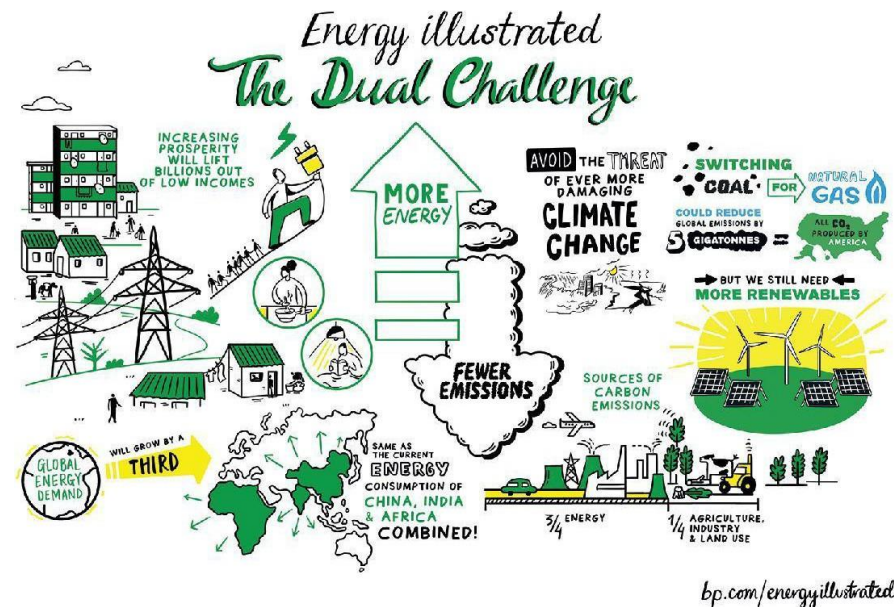 Energy illustrated
The Dual Challenge
INCREASING
PROSPERITY
WILL LIFT
BILLIONS OUT
OF LOW INCOMES
MORE
ENERGY
FEWER
EMISSIONS
AVOID THE THREAT
OF EVER MORE
DAMAGING
CLIMATE
CHANGE
SWITCHING
COAL FOR NATURAL
GAS
COULD REDUCE
GLOBAL EMISSIONS BY
5 GIGATONNES =
ALL CO₂
PRODUCED BY
AMERICA
BUT WE STILL NEED
MORE RENEWABLES
GLOBAL
ENERGY
DEMAND
WILL GROW BY A
THIRD
SAME AS
THE CURRENT
ENERGY
CONSUMPTION OF
CHINA, INDIA
& AFRICA
COMBINED!
SOURCES OF
CARBON
EMISSIONS
3/4 ENERGY
1/4 AGRICULTURE,
INDUSTRY
& LAND USE
bp.com/energyillustrated